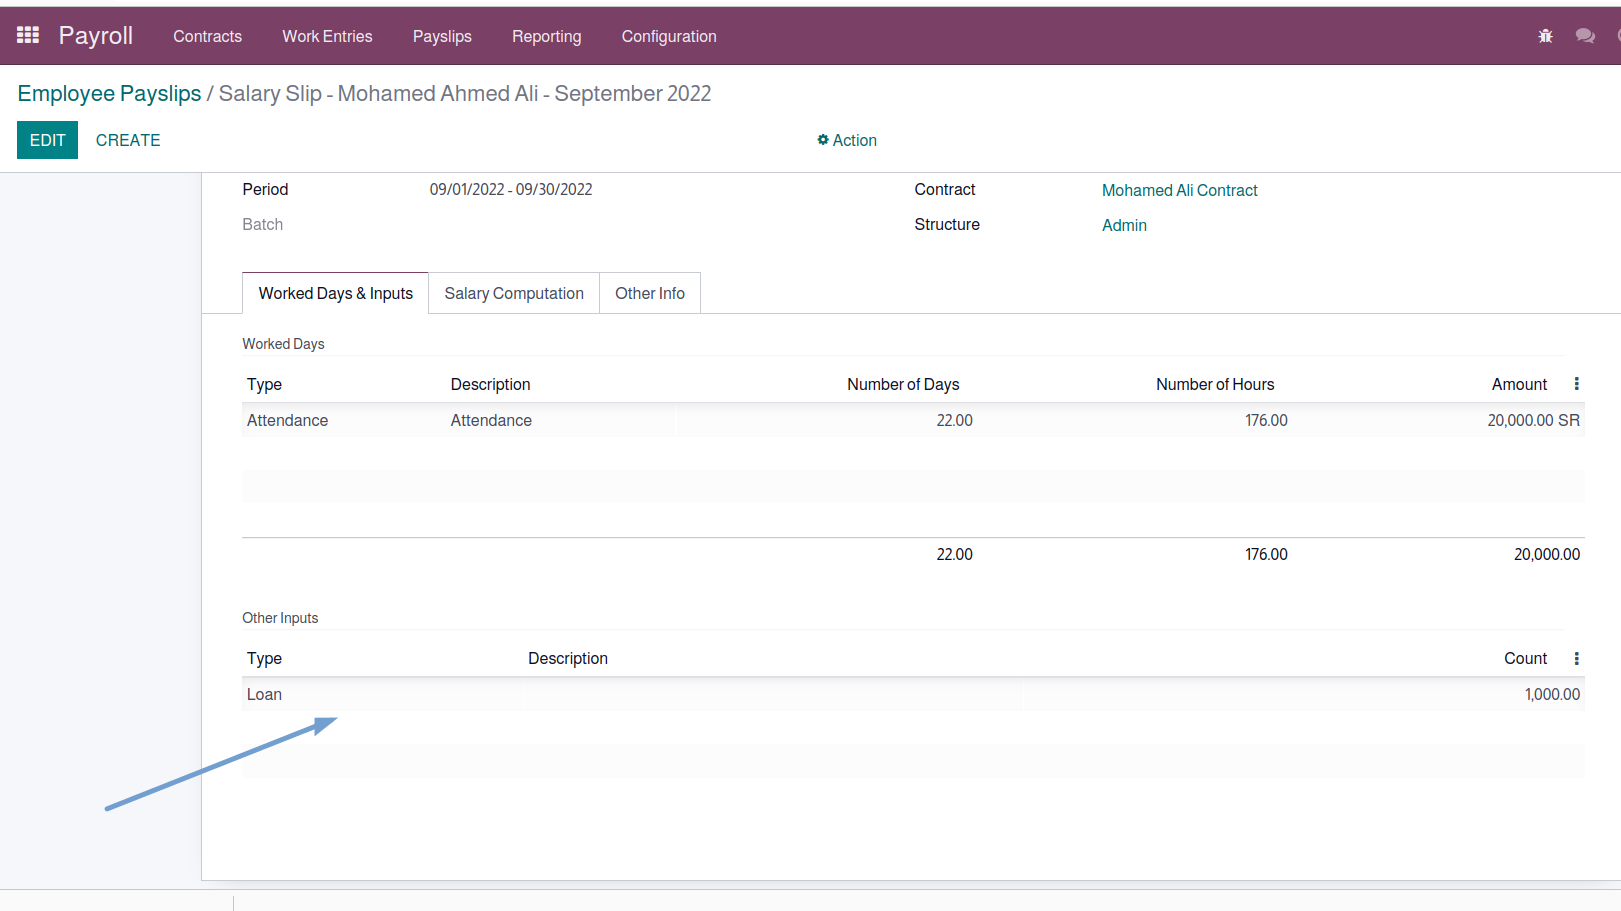 Payroll Contracts Work Entries Payslips Reporting Configuration
Employee Payslips / Salary Slip - Mohamed Ahmed Ali - September 2022
EDIT CREATE Action
Period 09/01/2022 - 09/30/2022 Contract Mohamed Ali Contract
Batch Structure Admin
Worked Days & Inputs Salary Computation Other Info
Worked Days
Type Description Number of Days Number of Hours Amount
Attendance Attendance 22.00 176.00 20,000.00 SR
22.00 176.00 20,000.00
Other Inputs
Type Description Count
Loan 1,000.00